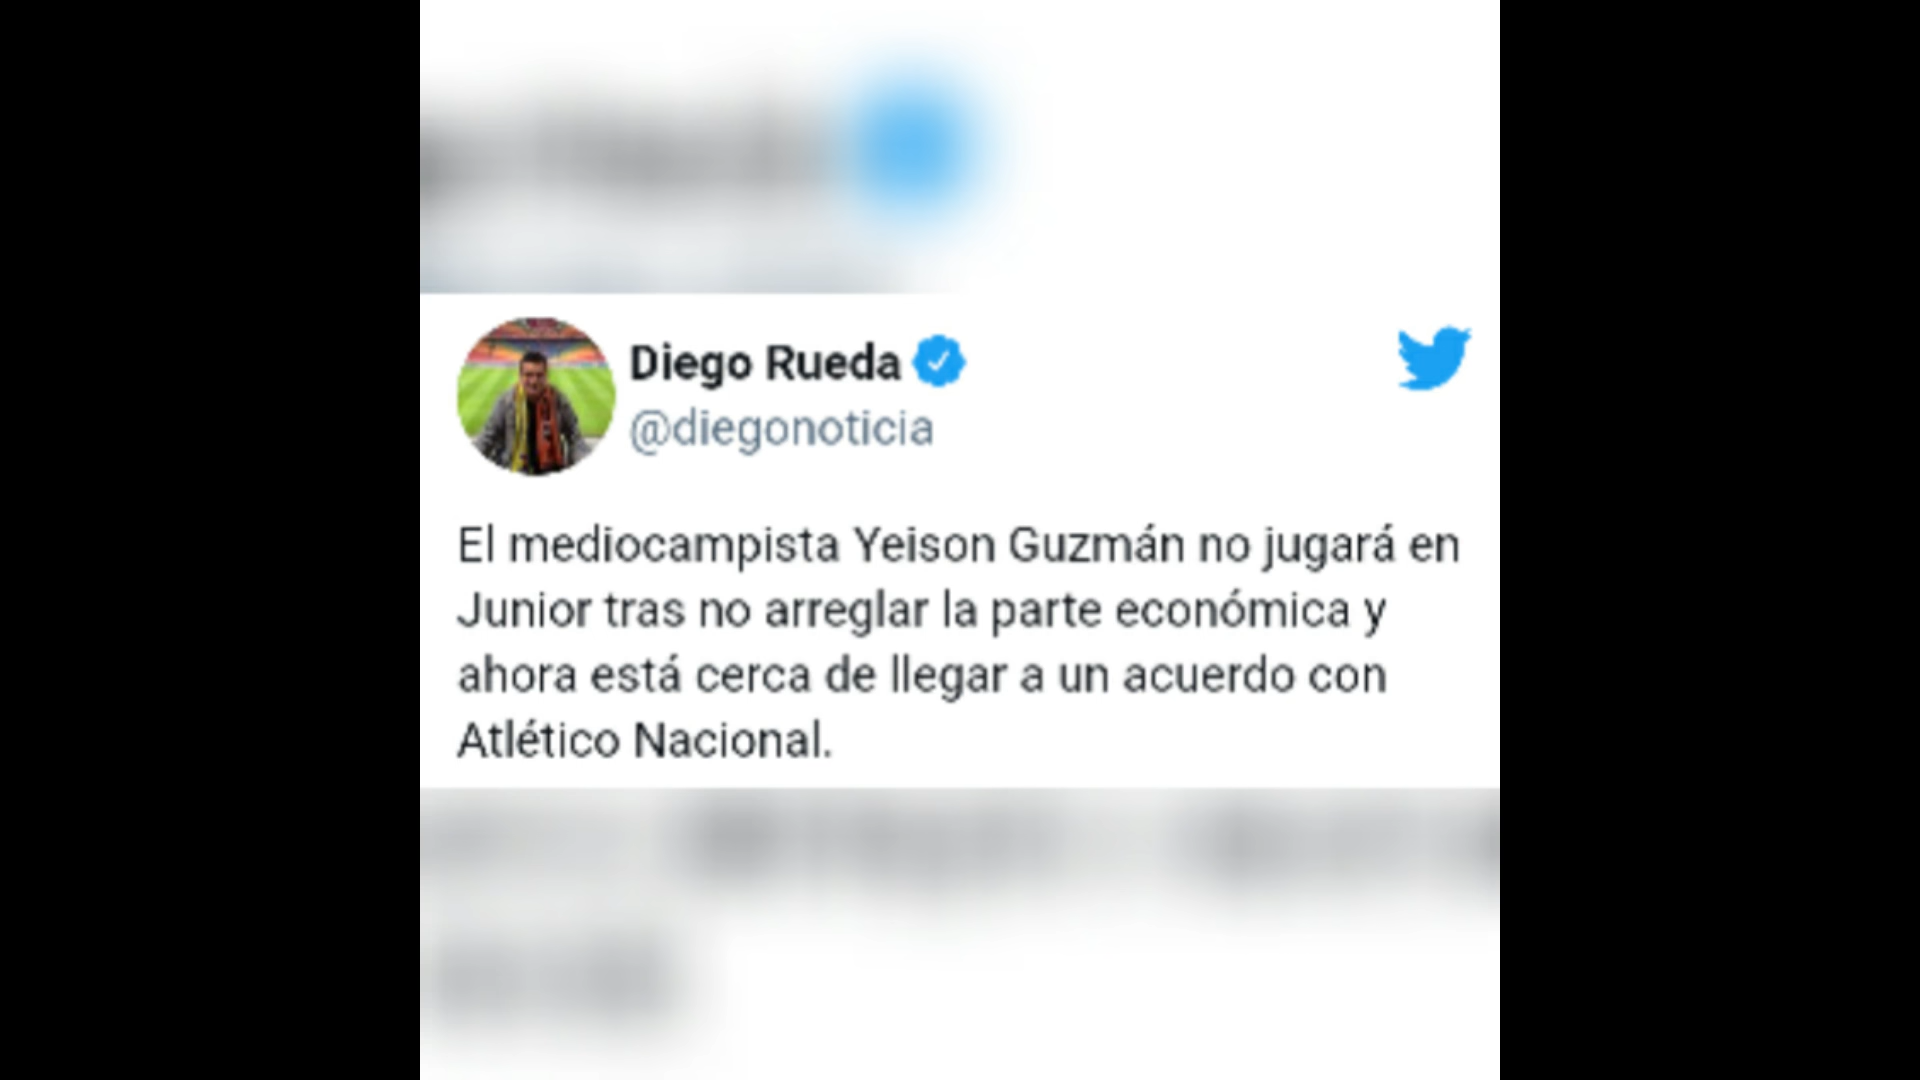 Diego Rueda
@diegonoticia
El mediocampista Yeison Guzmán no jugará en
Junior tras no arreglar la parte económica y
ahora está cerca de llegar a un acuerdo con
Atlético Nacional.